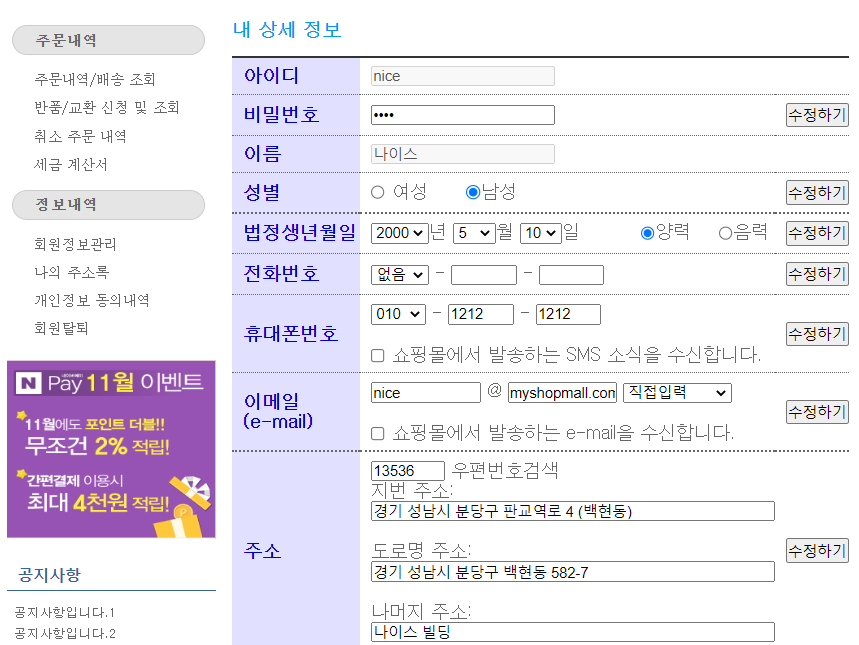 주문내역
주문내역/배송 조회
반품/교환 신청 및 조회
취소 주문 내역
세금 계산서
정보내역
회원정보관리
나의 주소록
개인정보 동의내역
회원탈퇴
N Pay 11월 이벤트
11월에도 포인트 더블!!
무조건 2% 적립!
간편결제 이용시
최대 4천원 적립!
P
공지사항
공지사항입니다.1
공지사항입니다.2
내 상세 정보
아이디 nice
비밀번호 •••• 수정하기
이름 나이스
성별 여성 남성 수정하기
법정생년월일 2000 년 5 월 10 일 양력 음력 수정하기
전화번호 없음 - - 수정하기
휴대폰번호 010 - 1212 - 1212 수정하기
쇼핑몰에서 발송하는 SMS 소식을 수신합니다.
이메일
(e-mail)
nice @ myshopmall.com 직접입력 수정하기
쇼핑몰에서 발송하는 e-mail을 수신합니다.
주소
13536 우편번호검색
지번 주소:
경기 성남시 분당구 판교역로 4 (백현동)
도로명 주소: 수정하기
경기 성남시 분당구 백현동 582-7
나머지 주소:
나이스 빌딩